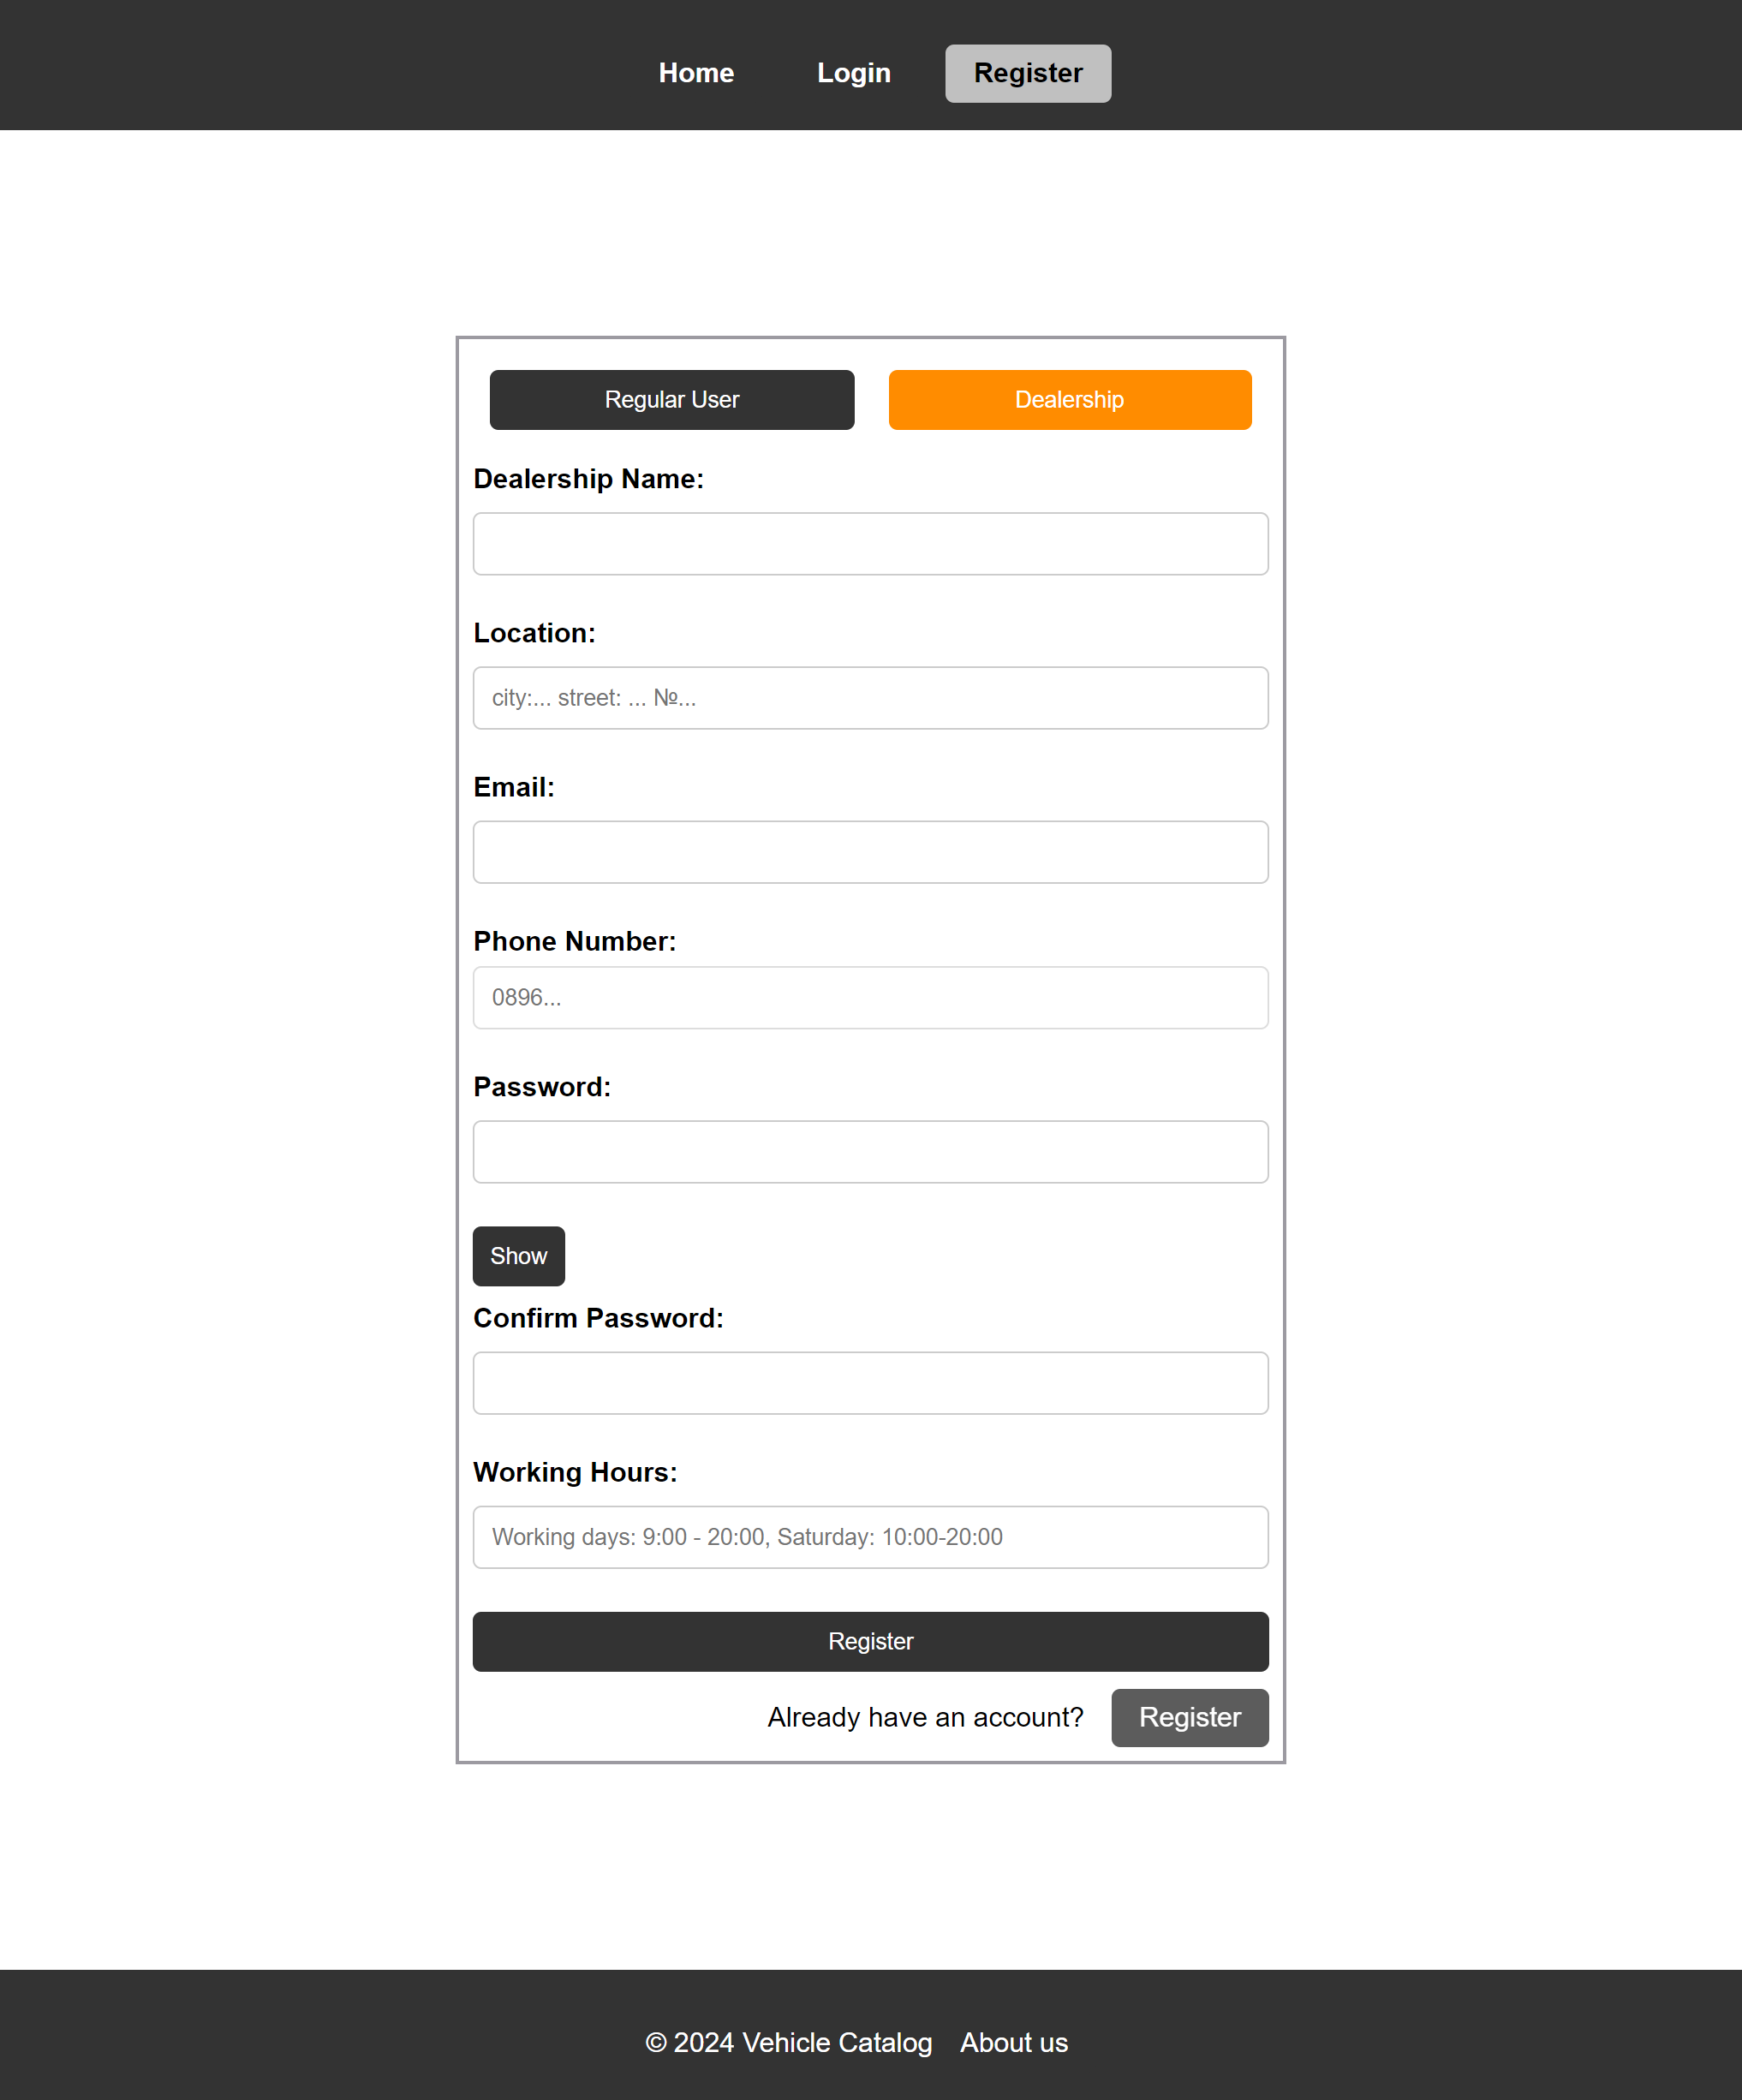 Home Login Register
Regular User Dealership
Dealership Name:
Location:
city:... street: ... №...
Email:
Phone Number:
0896...
Password:
Show
Confirm Password:
Working Hours:
Working days: 9:00 - 20:00, Saturday: 10:00-20:00
Register
Already have an account? Register
© 2024 Vehicle Catalog About us